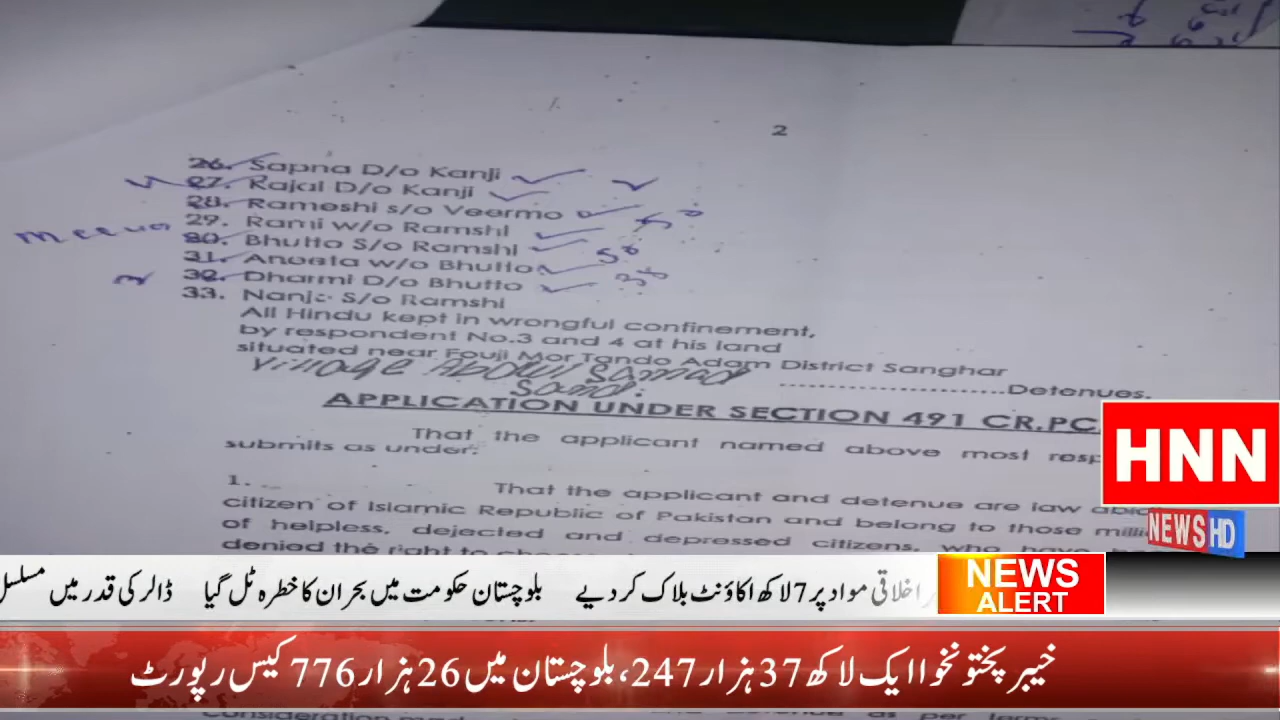 2
26. Sapna D/o Kanji
27. Rajal D/o Kanji
28. Rameshi s/o Veermo
29. Rami w/o Ramshi
30. Bhutto S/o Ramshi
31. Aneeta w/o Bhutto
32. Dharmi D/o Bhutto
33. Nanji S/o Ramshi
All Hindu kept in wrongful confinement,
by respondent No.3 and 4 at his land
situated near Fouji Mor Tando Adam District Sanghar
Village Abdul
........................Detenues.
APPLICATION UNDER SECTION 491 CR.PC
That the applicant named above most
submits as under:
1. That the applicant and detenue are law
citizen of Islamic Republic of Pakistan and belong to those
of helpless, dejected and depressed citizens, who have
denied the right to
HNN
NEWS HD
اخلاقی مواد پر 7 لاکھ اکاؤنٹ بلاک کر دیے بلوچستان حکومت میں بحران کا خطرہ ٹل گیا ڈالر کی قدر میں مسلسل
NEWS
ALERT
خیبر پختونخوا ایک لاکھ 37 ہزار 247، بلوچستان میں 26 ہزار 776 کیس رپورٹ